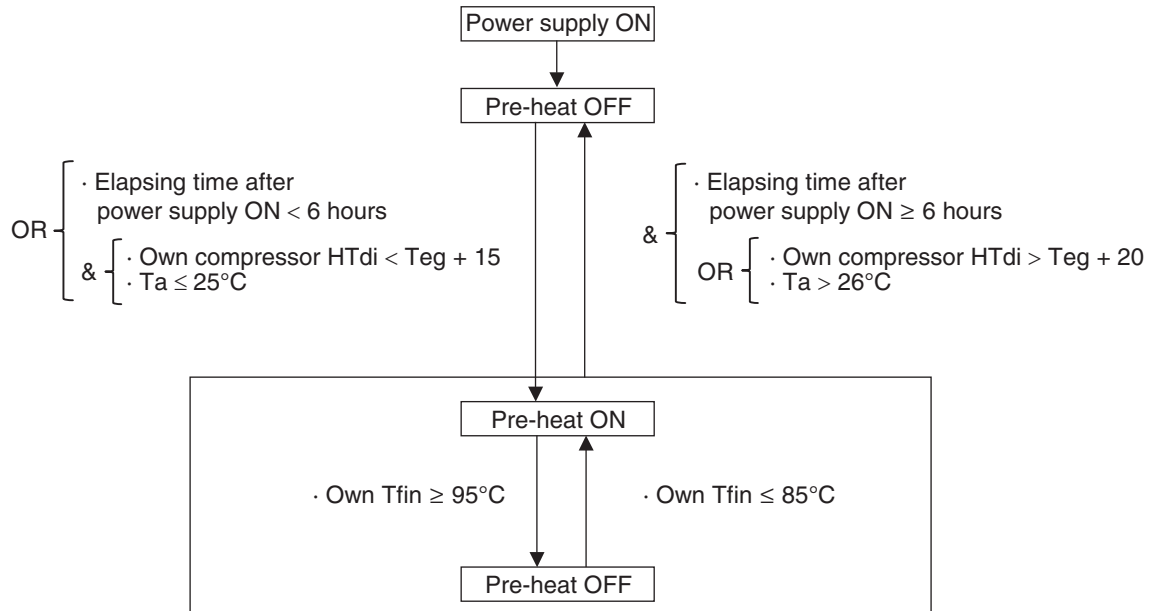 Power supply ON
Pre-heat OFF
OR
· Elapsing time after
power supply ON < 6 hours
&
· Own compressor HTdi < Teg + 15
· Ta ≤ 25°C
&
· Elapsing time after
power supply ON ≥ 6 hours
OR
· Own compressor HTdi > Teg + 20
· Ta > 26°C
Pre-heat ON
· Own Tfin ≥ 95°C
· Own Tfin ≤ 85°C
Pre-heat OFF